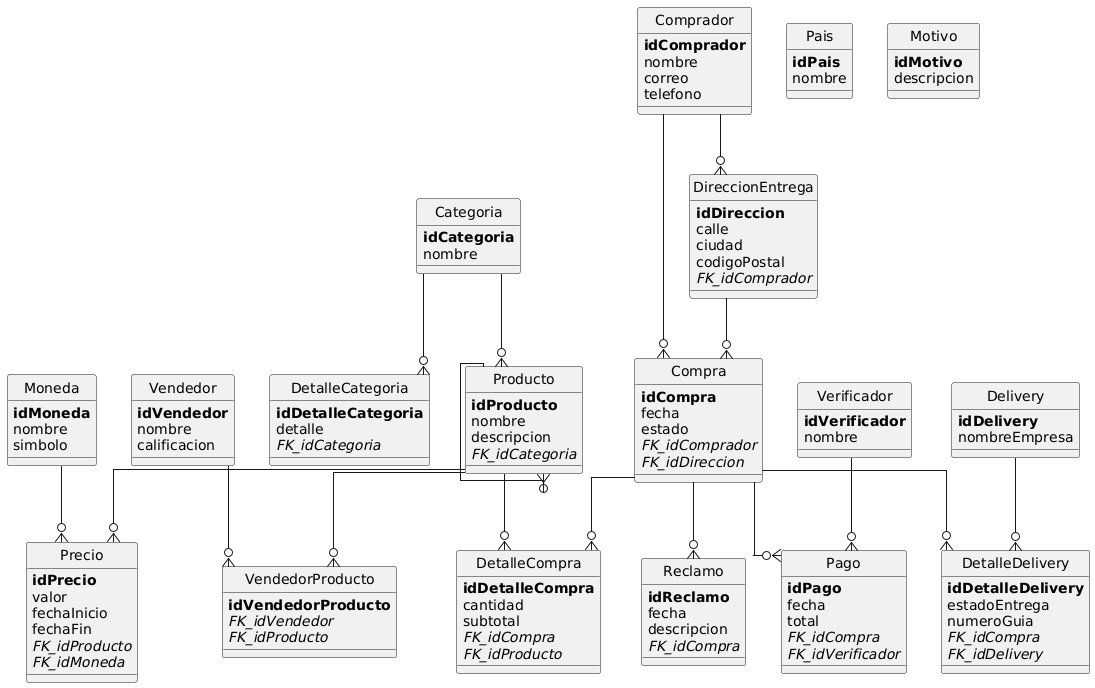 Comprador
idComprador
nombre
correo
telefono
Pais
idPais
nombre
Motivo
idMotivo
descripcion
DireccionEntrega
idDireccion
calle
ciudad
codigoPostal
FK_idComprador
Categoria
idCategoria
nombre
Moneda
idMoneda
nombre
simbolo
Vendedor
idVendedor
nombre
calificacion
DetalleCategoria
idDetalleCategoria
detalle
FK_idCategoria
Producto
idProducto
nombre
descripcion
FK_idCategoria
Compra
idCompra
fecha
estado
FK_idComprador
FK_idDireccion
Verificador
idVerificador
nombre
Delivery
idDelivery
nombreEmpresa
Precio
idPrecio
valor
fechaInicio
fechaFin
FK_idProducto
FK_idMoneda
VendedorProducto
idVendedorProducto
FK_idVendedor
FK_idProducto
DetalleCompra
idDetalleCompra
cantidad
subtotal
FK_idCompra
FK_idProducto
Reclamo
idReclamo
fecha
descripcion
FK_idCompra
Pago
idPago
fecha
total
FK_idCompra
FK_idVerificador
DetalleDelivery
idDetalleDelivery
estadoEntrega
numeroGuia
FK_idCompra
FK_idDelivery